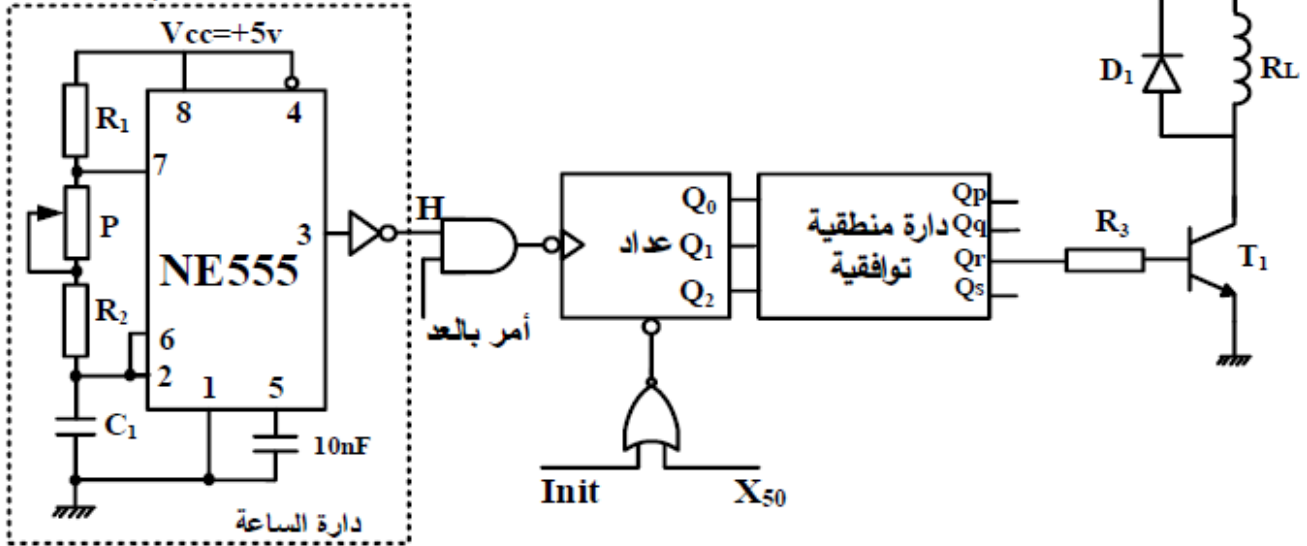 Vcc=+5v
R₁
8
4
7
P
3
NE555
R₂
6
2
1
5
C₁
10nF
دارة الساعة
H
أمر بالعد
عداد
Q₀
Q₁
Q₂
Init
X₅₀
دارة منطقية
توافقية
Qp
Qq
Qr
Qs
R₃
T₁
D₁
RL